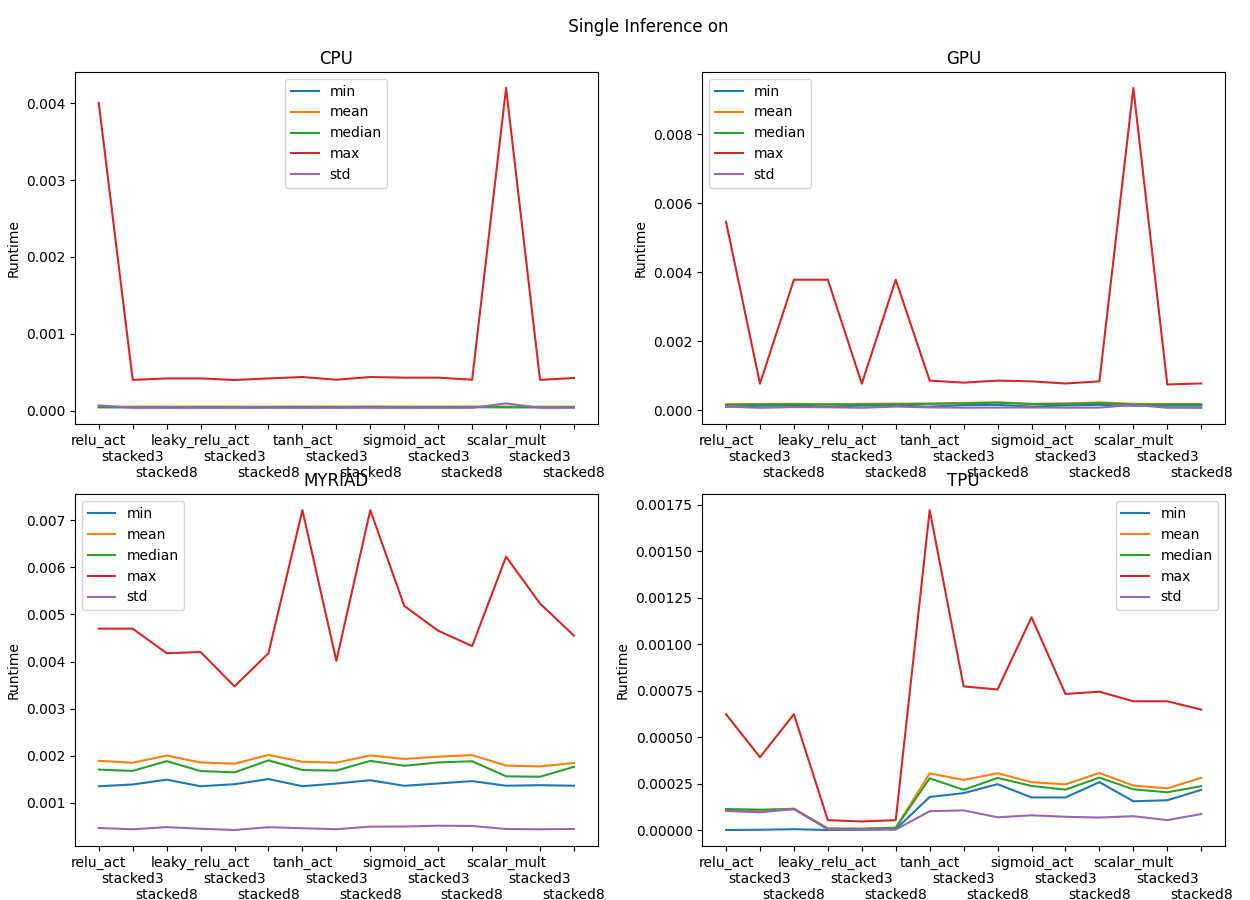 Single Inference on
CPU
0.004
0.003
0.002
0.001
0.000
Runtime
min
mean
median
max
std
relu_act leaky_relu_act tanh_act sigmoid_act scalar_mult
stacked3 stacked3 stacked3 stacked3 stacked3
stacked8 stacked8 stacked8 stacked8 stacked8
GPU
0.008
0.006
0.004
0.002
0.000
Runtime
min
mean
median
max
std
relu_act leaky_relu_act tanh_act sigmoid_act scalar_mult
stacked3 stacked3 stacked3 stacked3 stacked3
stacked8 stacked8 stacked8 stacked8 stacked8
MYRIAD
0.007
0.006
0.005
0.004
0.003
0.002
0.001
Runtime
min
mean
median
max
std
relu_act leaky_relu_act tanh_act sigmoid_act scalar_mult
stacked3 stacked3 stacked3 stacked3 stacked3
stacked8 stacked8 stacked8 stacked8 stacked8
TPU
0.00175
0.00150
0.00125
0.00100
0.00075
0.00050
0.00025
0.00000
Runtime
min
mean
median
max
std
relu_act leaky_relu_act tanh_act sigmoid_act scalar_mult
stacked3 stacked3 stacked3 stacked3 stacked3
stacked8 stacked8 stacked8 stacked8 stacked8